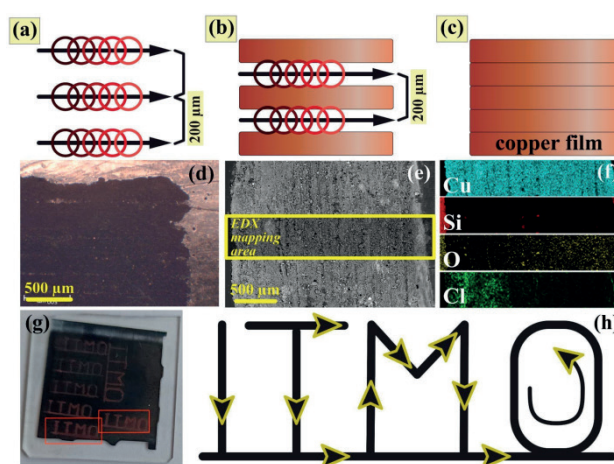 (a)
200 μm
(b)
200 μm
(c)
copper film
(d)
500 μm
(e)
EDX
mapping
area
500 μm
(f)
Cu
Si
O
Cl
(g)
ITMO
ITMO
ITMO
ITMO
ITMO
ITMO
ITMO
(h)
ITMO